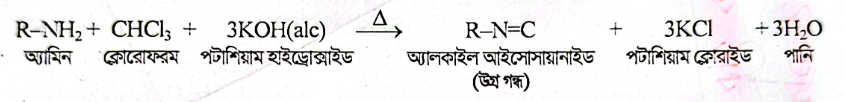 R–NH₂ + CHCl₃ + 3KOH(alc) Δ→ R–N=C + 3KCl +3H₂O
অ্যামিন ক্লোরোফরম পটাশিয়াম হাইড্রোক্সাইড অ্যালকাইল আইসোসায়ানাইড পটাশিয়াম ক্লোরাইড পানি
(উগ্র গন্ধ)